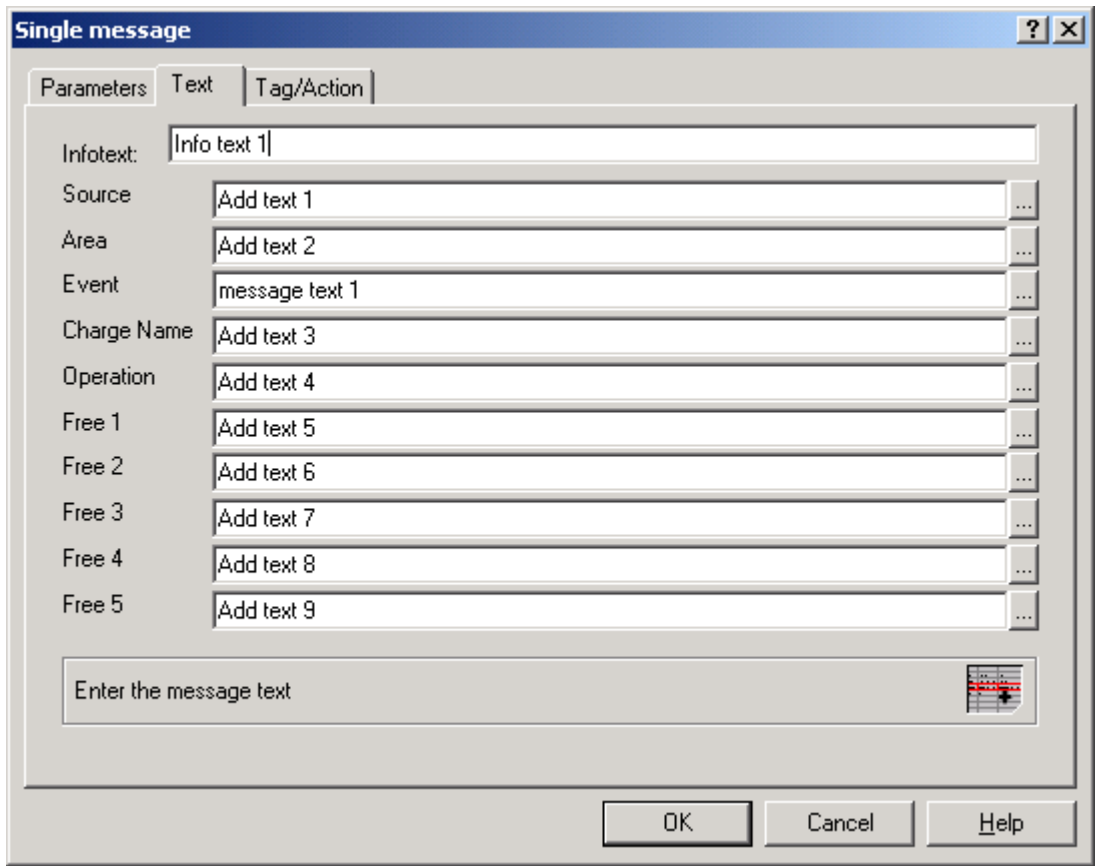 Single message
Parameters Text Tag/Action
Infotext: Info text 1
Source Add text 1 ...
Area Add text 2 ...
Event message text 1 ...
Charge Name Add text 3 ...
Operation Add text 4 ...
Free 1 Add text 5 ...
Free 2 Add text 6 ...
Free 3 Add text 7 ...
Free 4 Add text 8 ...
Free 5 Add text 9 ...
Enter the message text
OK Cancel Help